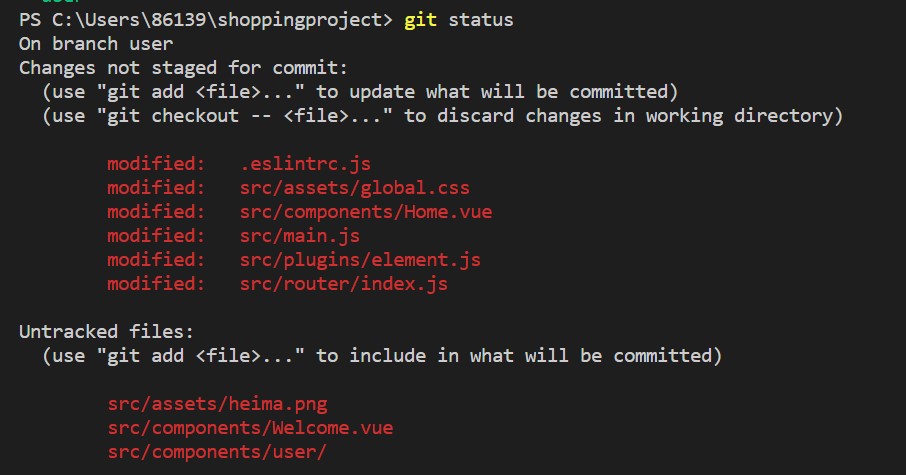 PS C:\Users\86139\shoppingproject> git status
On branch user
Changes not staged for commit:
  (use "git add <file>..." to update what will be committed)
  (use "git checkout -- <file>..." to discard changes in working directory)
        modified:   .eslintrc.js
        modified:   src/assets/global.css
        modified:   src/components/Home.vue
        modified:   src/main.js
        modified:   src/plugins/element.js
        modified:   src/router/index.js
Untracked files:
  (use "git add <file>..." to include in what will be committed)
        src/assets/heima.png
        src/components/Welcome.vue
        src/components/user/